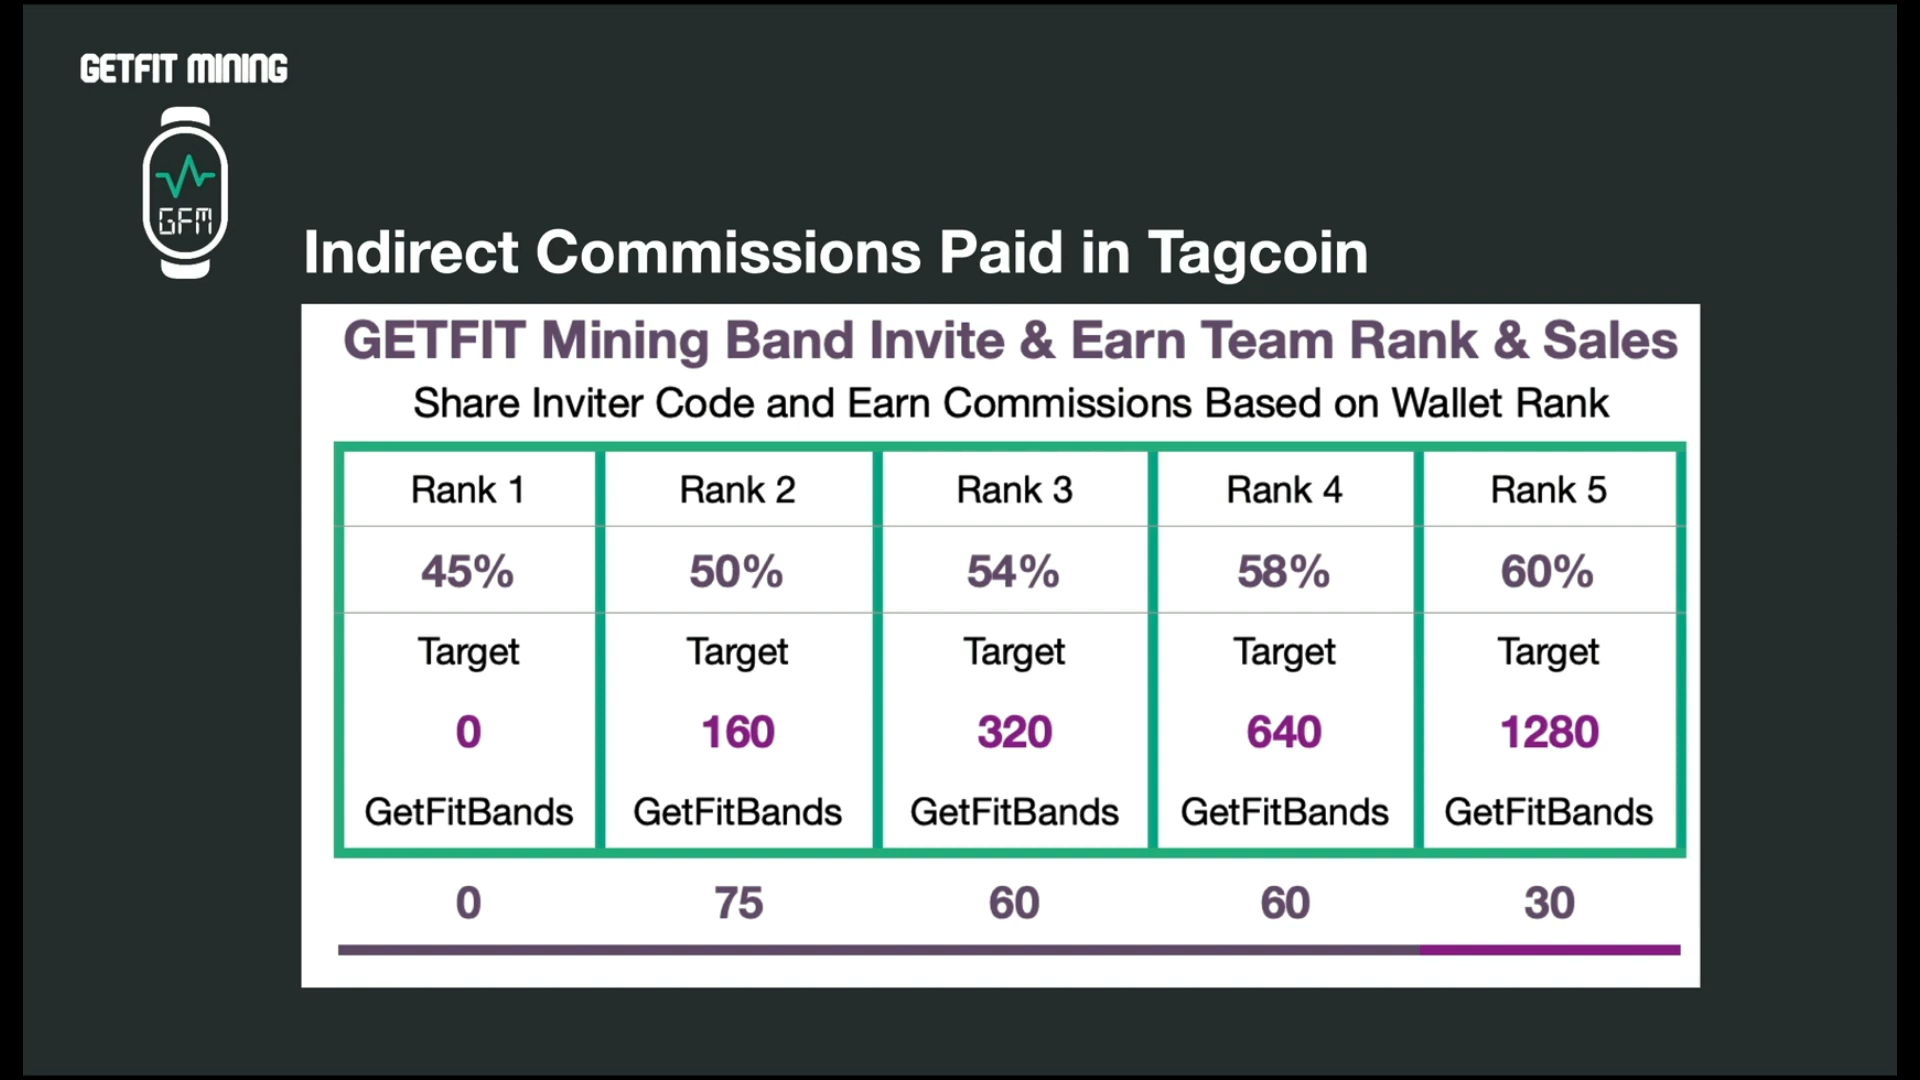 GETFIT MINING
GFM
Indirect Commissions Paid in Tagcoin
GETFIT Mining Band Invite & Earn Team Rank & Sales
Share Inviter Code and Earn Commissions Based on Wallet Rank
Rank 1 Rank 2 Rank 3 Rank 4 Rank 5
45% 50% 54% 58% 60%
Target Target Target Target Target
0 160 320 640 1280
GetFitBands GetFitBands GetFitBands GetFitBands GetFitBands
0 75 60 60 30